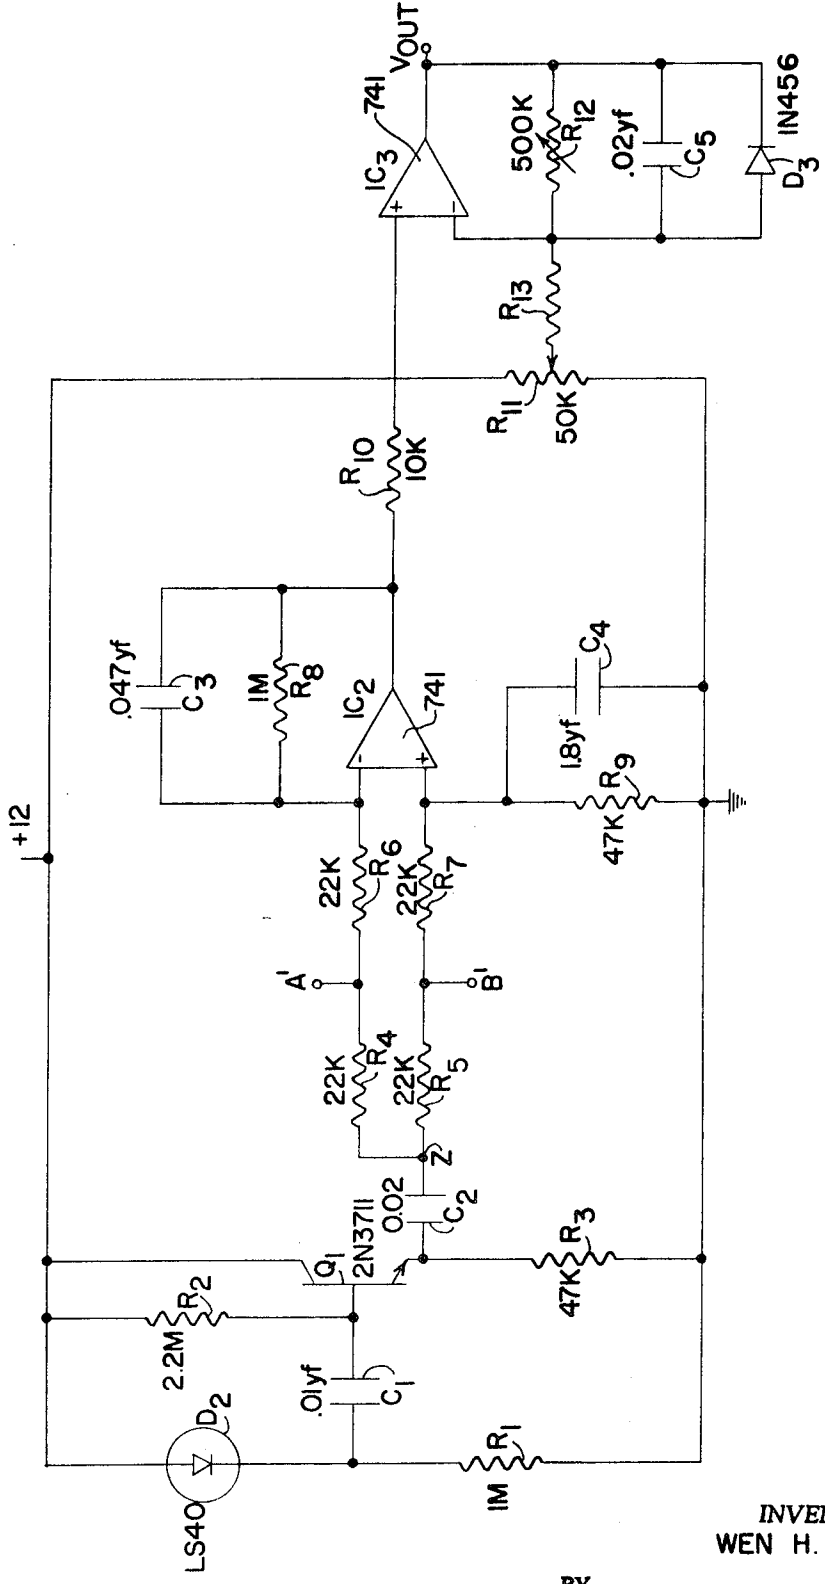 +12
LS40
D2
2.2M
R2
.01yf
C1
1M
R1
Q1
2N3711
0.02
C2
47K
R3
Z
22K
R4
22K
R5
A'
B'
22K
R6
22K
R7
.047yf
C3
1M
R8
IC2
-
+
741
1.8yf
C4
47K
R9
R10
10K
R11
50K
R13
IC3
741
+
-
VOUT
500K
R12
.02yf
C5
1N456
D3
WEN H.